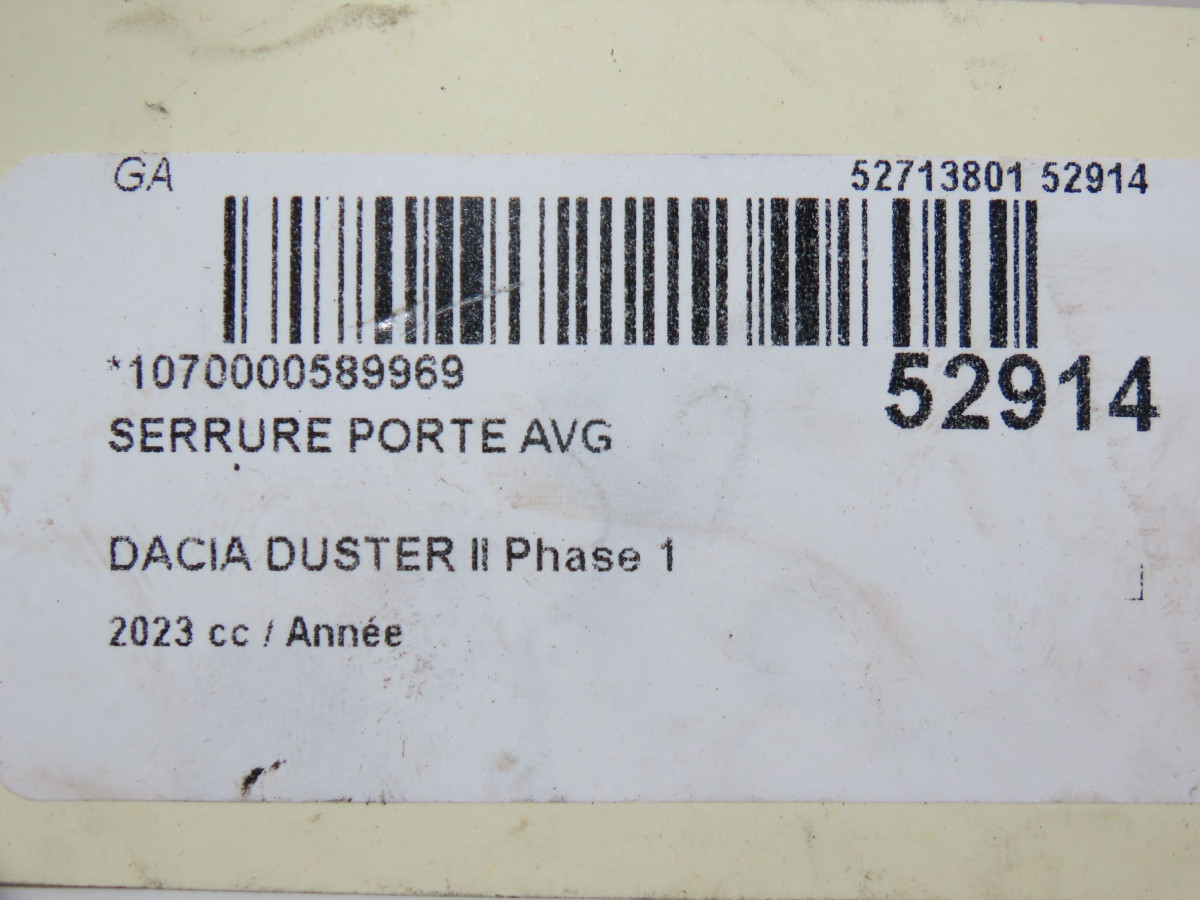 GA 52713801 52914
*1070000589969 52914
SERRURE PORTE AVG
DACIA DUSTER II Phase 1
2023 cc / Année